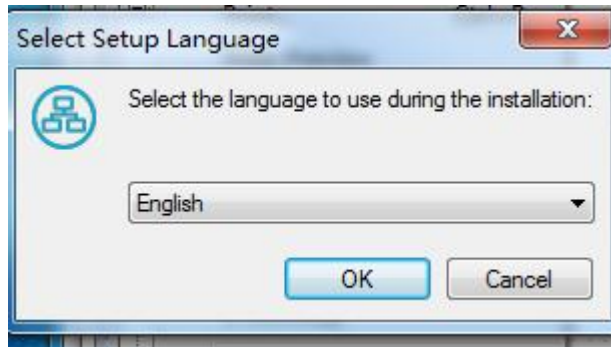 Select Setup Language
Select the language to use during the installation:
English
OK
Cancel